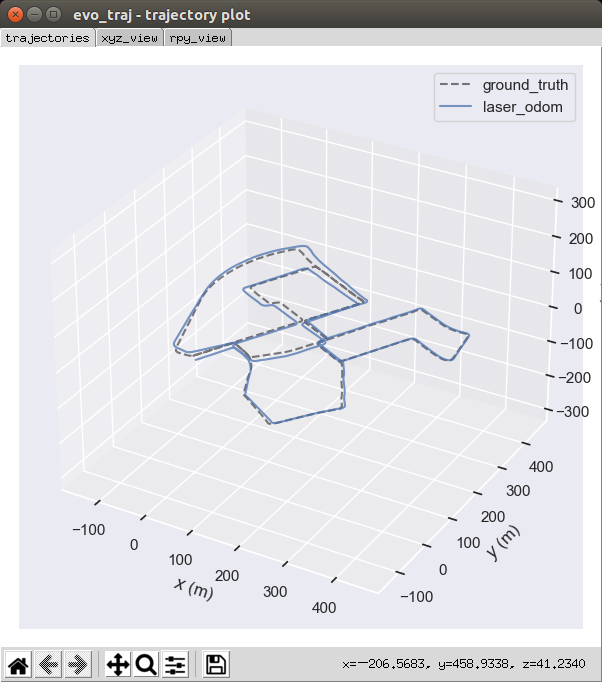 evo_traj - trajectory plot
trajectories xyz_view rpy_view
ground_truth
laser_odom
300
200
100
0
−100
−200
−300
400
300
200
100
0
−100
y (m)
−100
0
100
200
300
400
x (m)
x=−206.5683, y=458.9338, z=41.2340